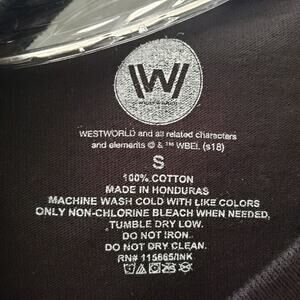 W
WESTWORLD
WESTWORLD and all related characters
and elements © & ™ WBEI. (s18)
S
100% COTTON
MADE IN HONDURAS
MACHINE WASH COLD WITH LIKE COLORS
ONLY NON-CHLORINE BLEACH WHEN NEEDED,
TUMBLE DRY LOW.
DO NOT IRON.
DO NOT DRY CLEAN.
RN# 115665/INK